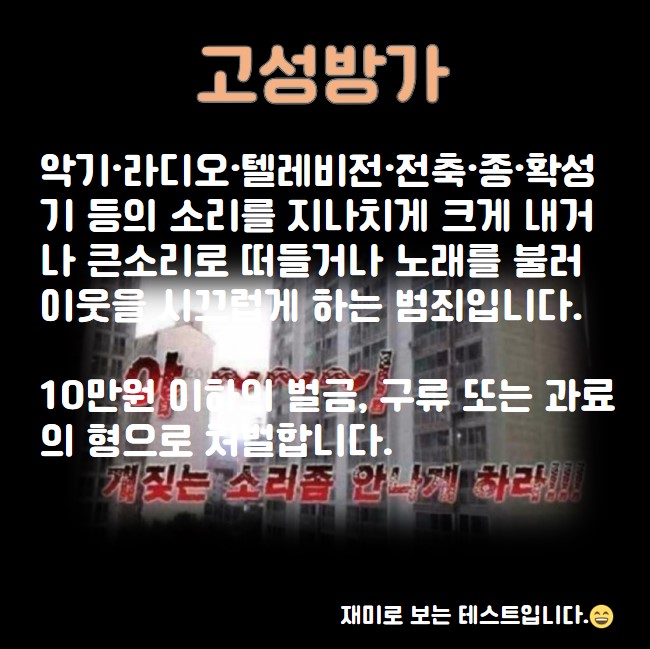 고성방가
악기·라디오·텔레비전·전축·종·확성
기 등의 소리를 지나치게 크게 내거
나 큰소리로 떠들거나 노래를 불러
이웃을 시끄럽게 하는 범죄입니다.
10만원 이하의 벌금, 구류 또는 과료
의 형으로 처벌합니다.
개짖는 소리좀 안나게 하라!!!
재미로 보는 테스트입니다.😄